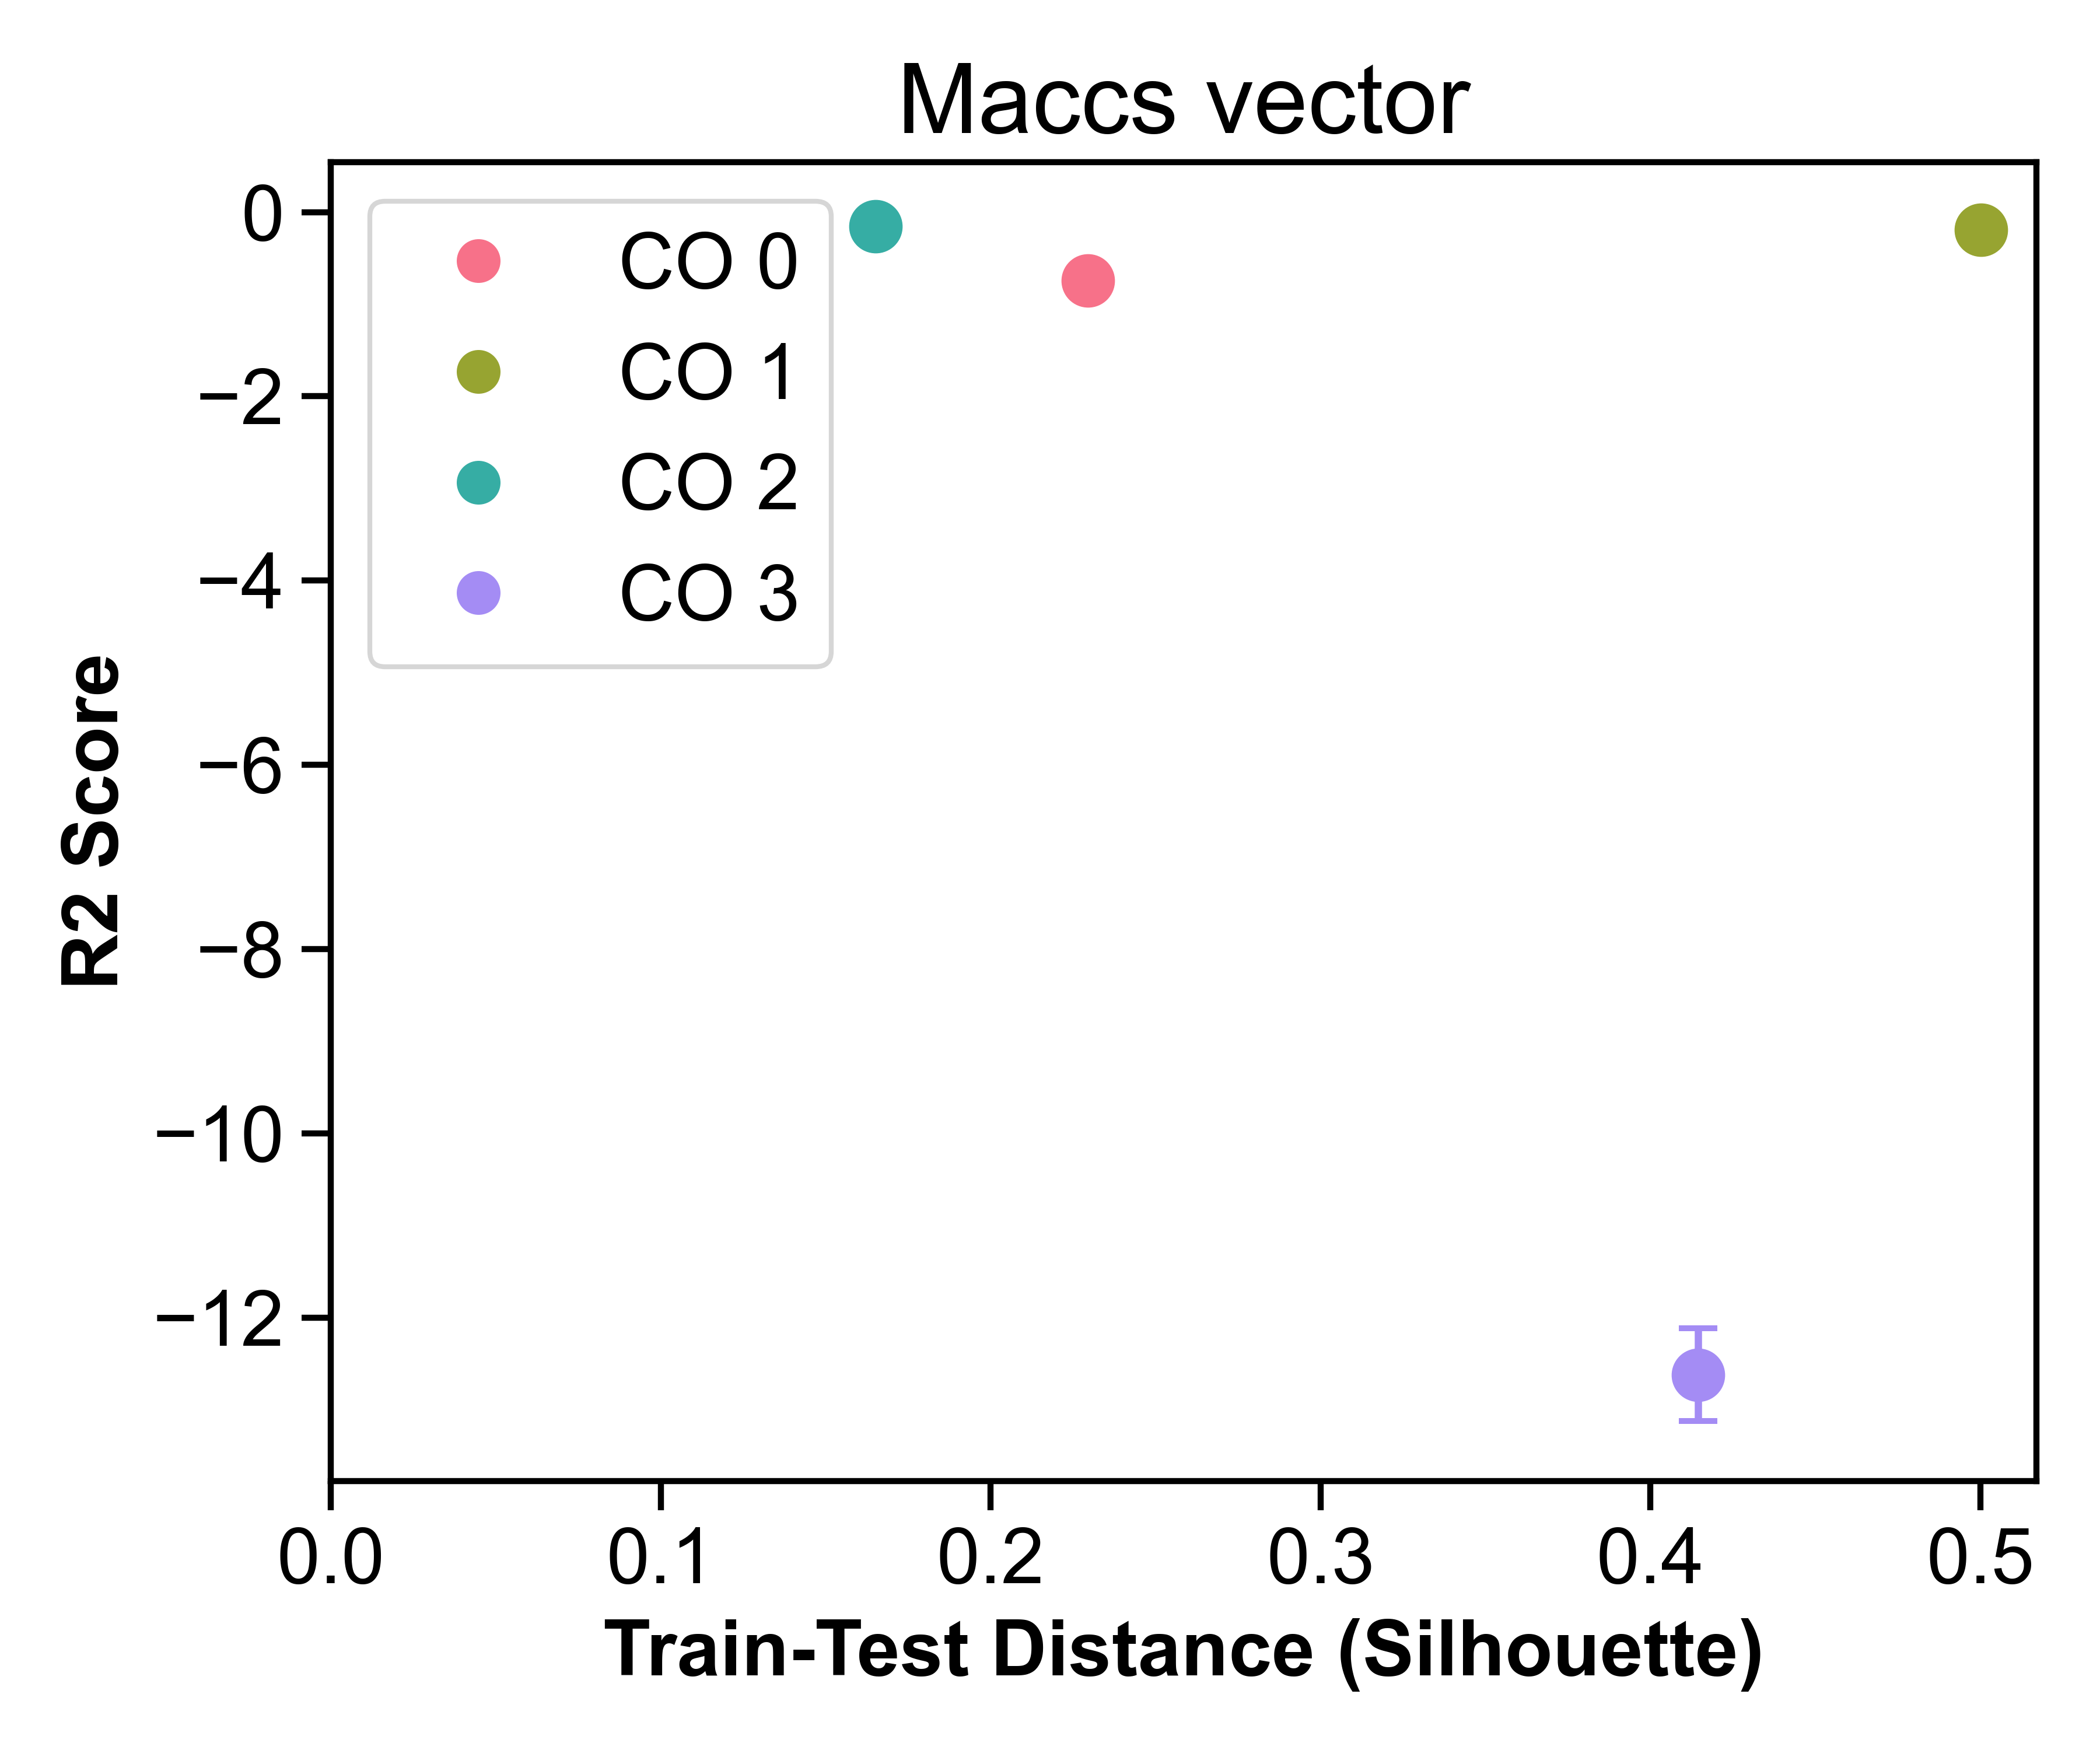 Maccs vector
0
−2
−4
−6
−8
−10
−12
R2 Score
CO 0
CO 1
CO 2
CO 3
0.0 0.1 0.2 0.3 0.4 0.5
Train-Test Distance (Silhouette)